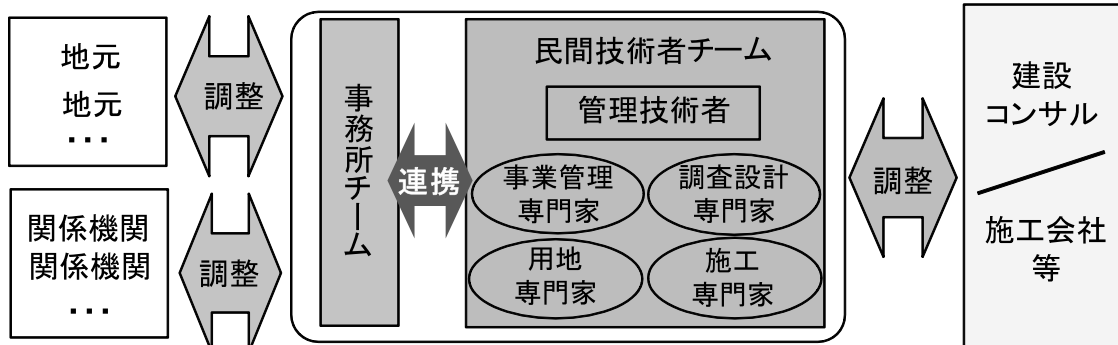 地元
地元
・・・
調整
関係機関
関係機関
・・・
調整
事務所チーム
連携
民間技術者チーム
管理技術者
事業管理
専門家
調査設計
専門家
用地
専門家
施工
専門家
調整
建設
コンサル
施工会社
等